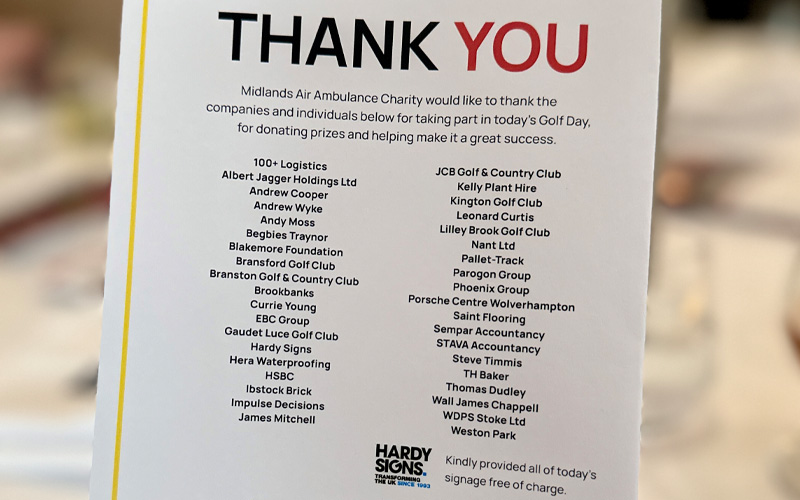 THANK YOU
Midlands Air Ambulance Charity would like to thank the
companies and individuals below for taking part in today's Golf Day,
for donating prizes and helping make it a great success.
100+ Logistics
Albert Jagger Holdings Ltd
Andrew Cooper
Andrew Wyke
Andy Moss
Begbies Traynor
Blakemore Foundation
Bransford Golf Club
Branston Golf & Country Club
Brookbanks
Currie Young
EBC Group
Gaudet Luce Golf Club
Hardy Signs
Hera Waterproofing
HSBC
Ibstock Brick
Impulse Decisions
James Mitchell
JCB Golf & Country Club
Kelly Plant Hire
Kington Golf Club
Leonard Curtis
Lilley Brook Golf Club
Nant Ltd
Pallet-Track
Parogon Group
Phoenix Group
Porsche Centre Wolverhampton
Saint Flooring
Sempar Accountancy
STAVA Accountancy
Steve Timmis
TH Baker
Thomas Dudley
Wall James Chappell
WDPS Stoke Ltd
Weston Park
HARDY
SIGNS.
TRANSFORMING
THE UK SINCE 1993
Kindly provided all of today's
signage free of charge.